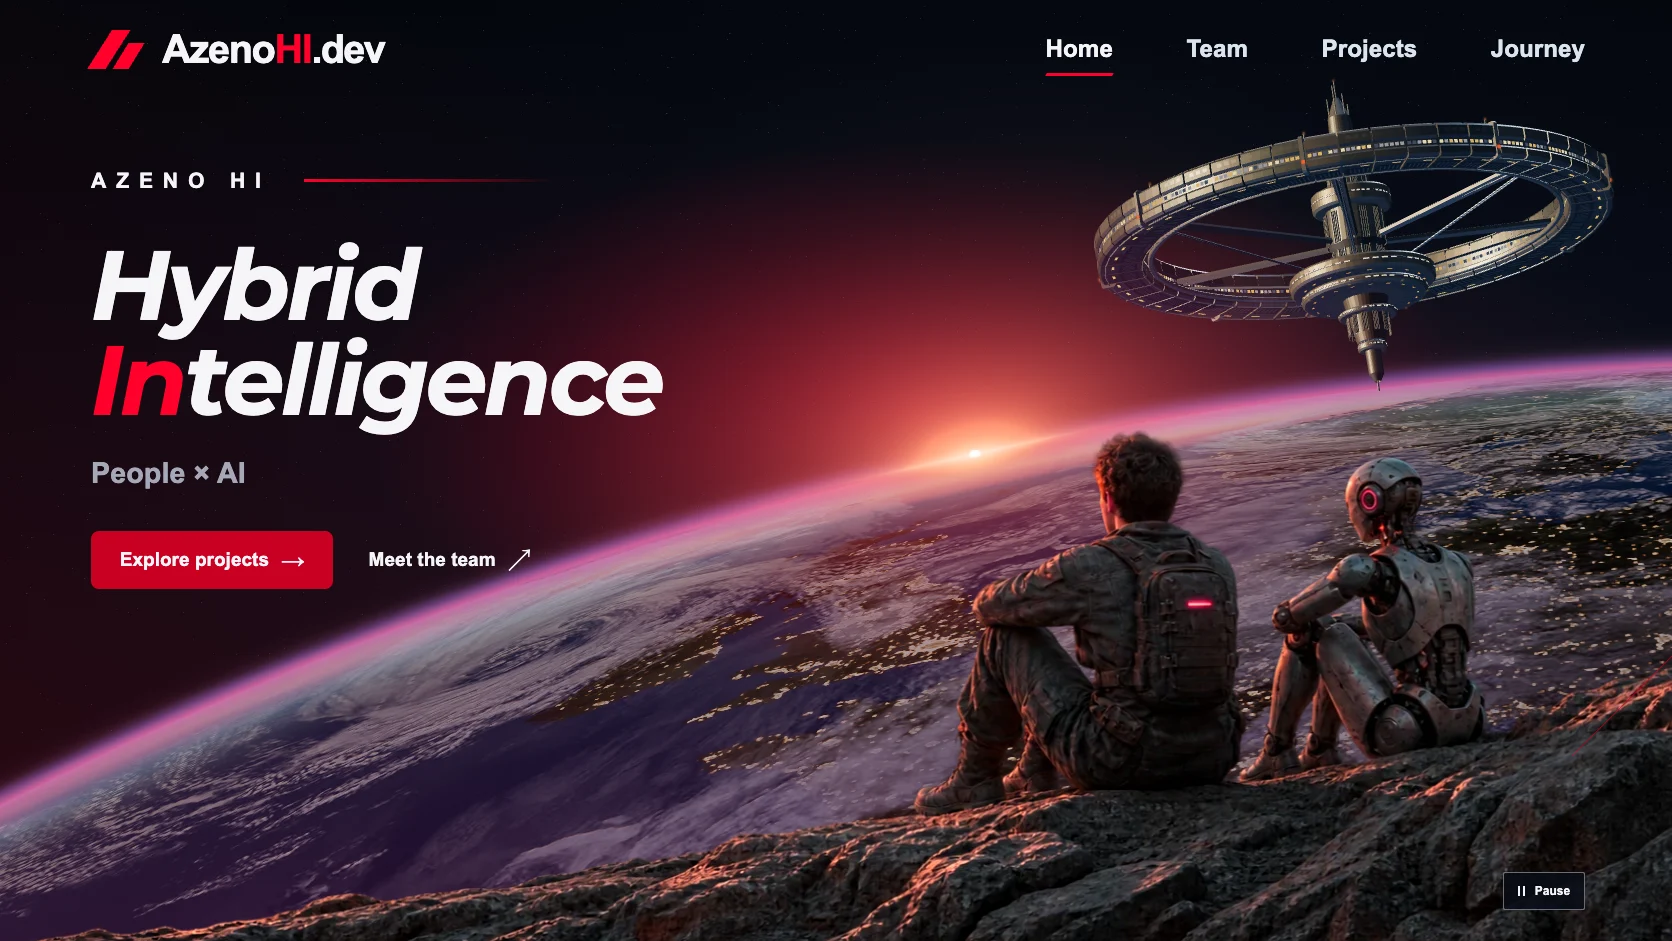 AzenoHI.dev
Home Team Projects Journey
AZENO HI
Hybrid
Intelligence
People × AI
Explore projects → Meet the team ↗
Pause